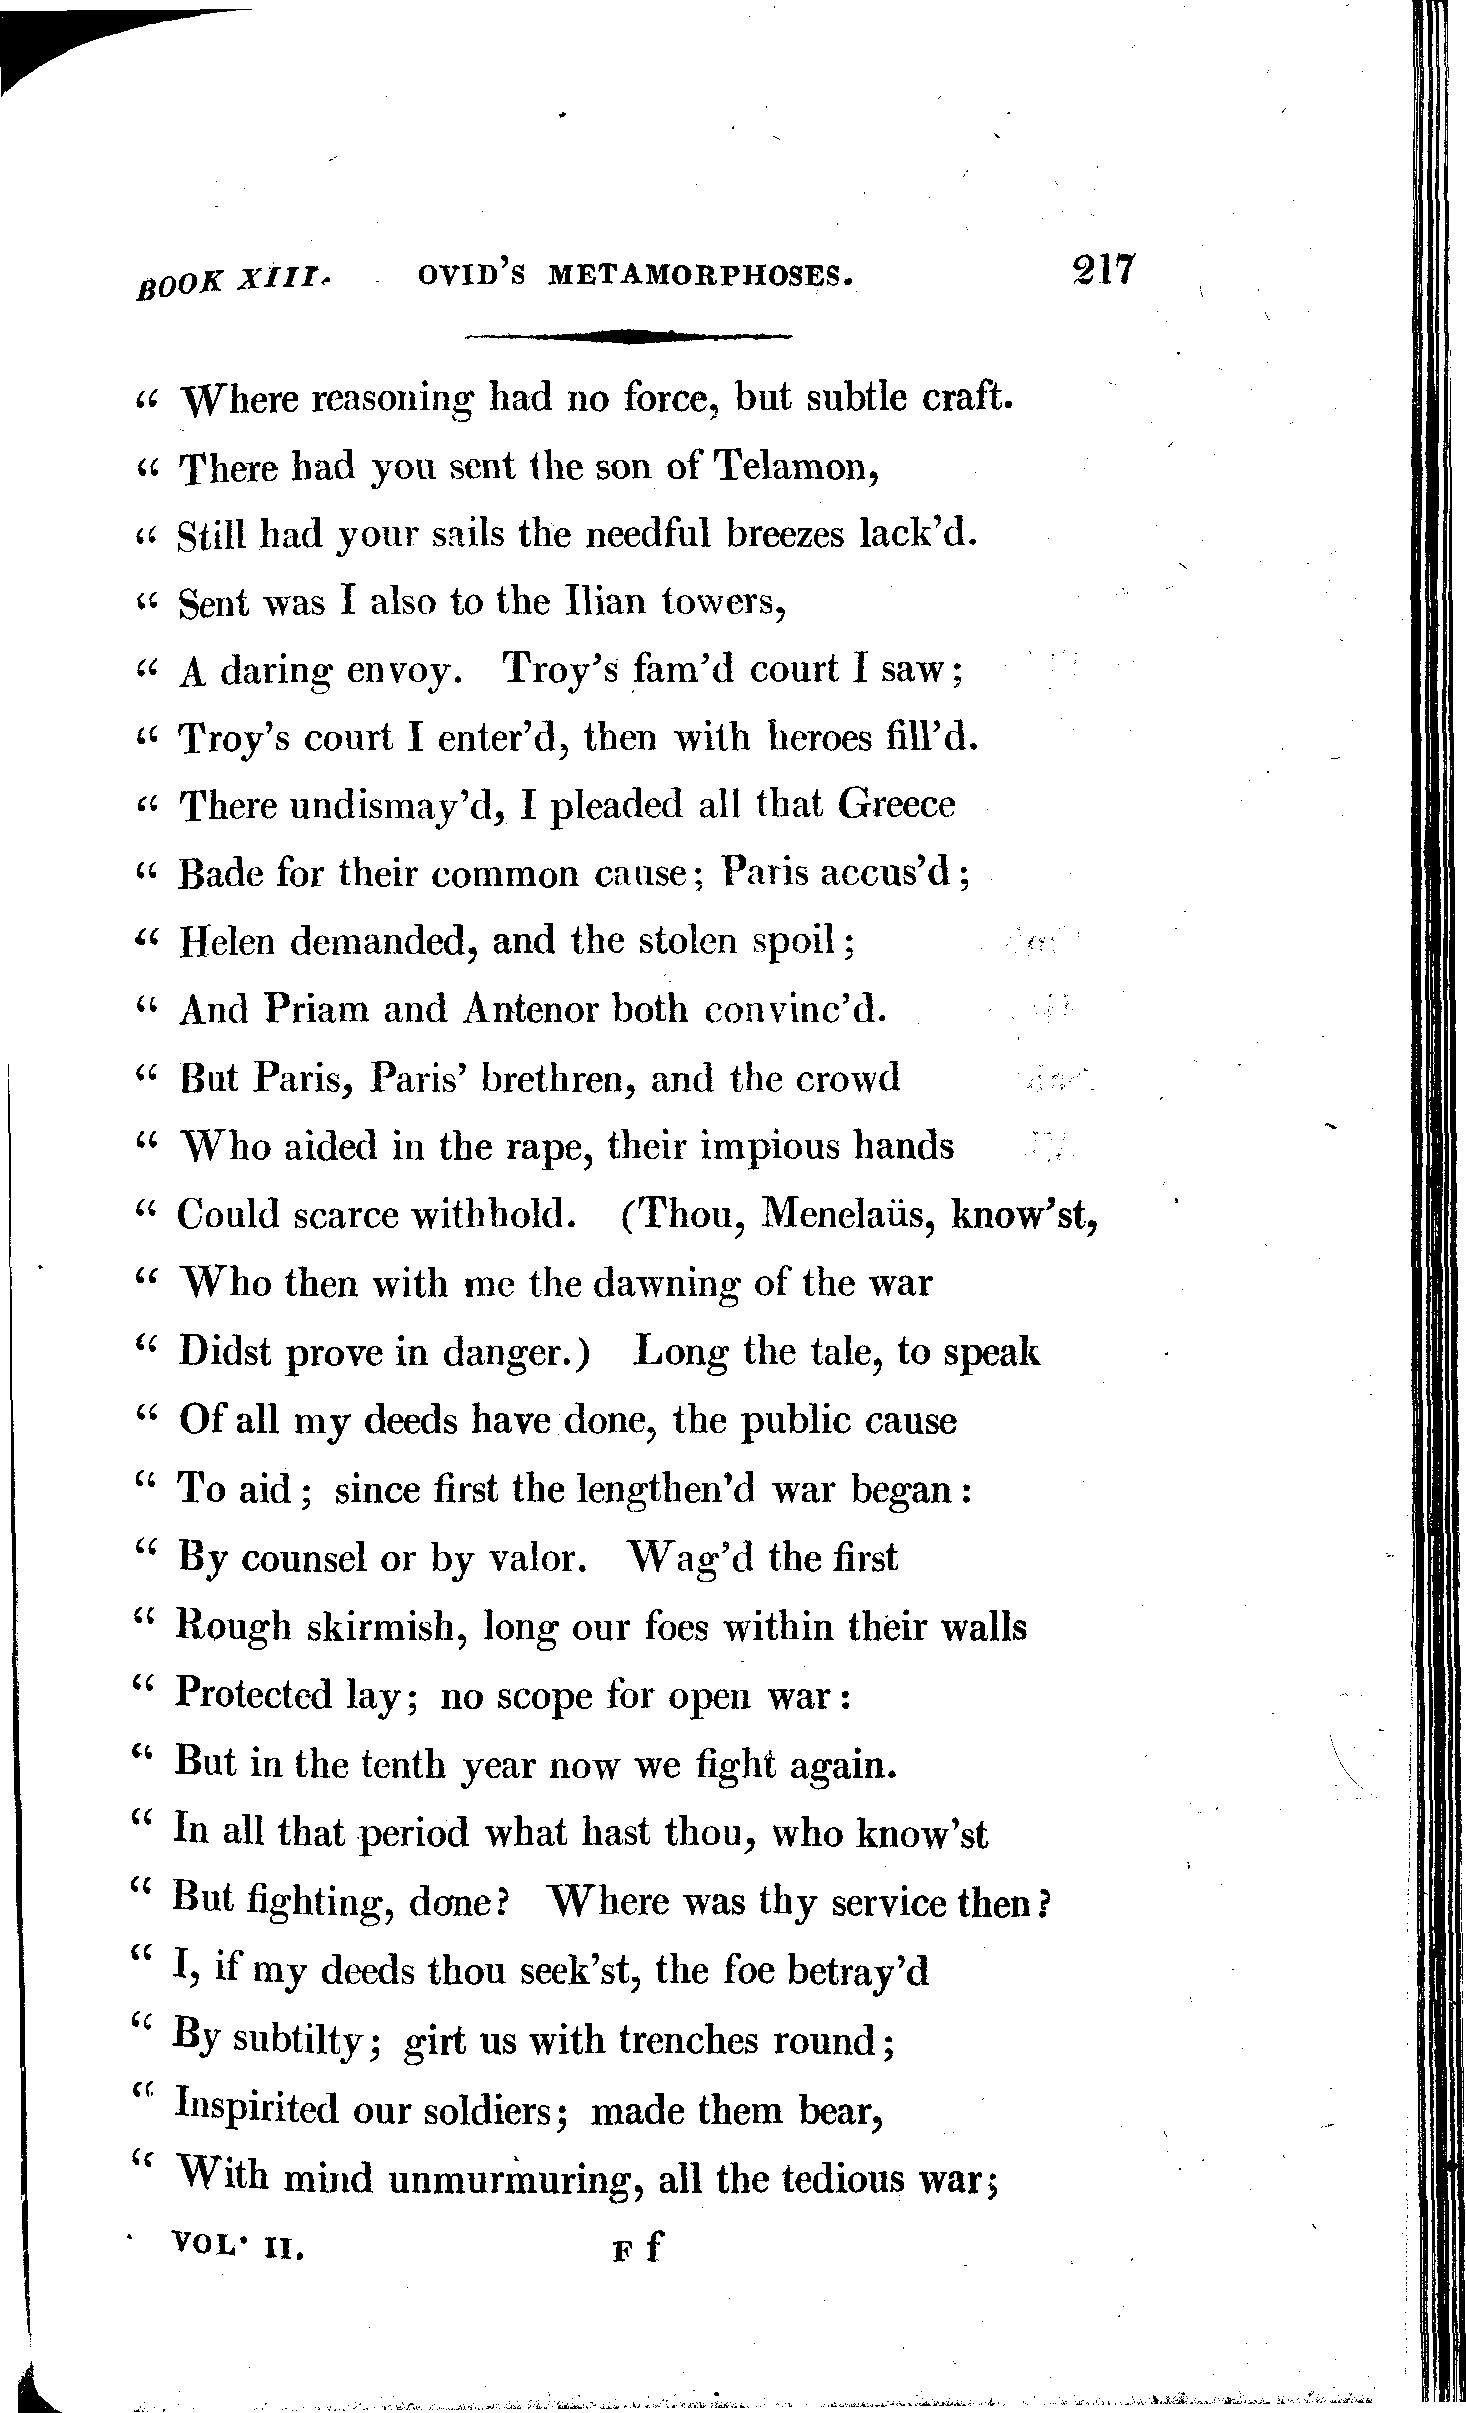 BOOK XIII. OVID'S METAMORPHOSES. 217
“ Where reasoning had no force, but subtle craft.
“ There had you sent the son of Telamon,
“ Still had your sails the needful breezes lack'd.
“ Sent was I also to the Ilian towers,
“ A daring envoy. Troy's fam'd court I saw;
“ Troy's court I enter'd, then with heroes fill'd.
“ There undismay'd, I pleaded all that Greece
“ Bade for their common cause; Paris accus'd;
“ Helen demanded, and the stolen spoil;
“ And Priam and Antenor both convinc'd.
“ But Paris, Paris' brethren, and the crowd
“ Who aided in the rape, their impious hands
“ Could scarce withhold. (Thou, Menelaüs, know'st,
“ Who then with me the dawning of the war
“ Didst prove in danger.) Long the tale, to speak
“ Of all my deeds have done, the public cause
“ To aid; since first the lengthen'd war began:
“ By counsel or by valor. Wag'd the first
“ Rough skirmish, long our foes within their walls
“ Protected lay; no scope for open war:
“ But in the tenth year now we fight again.
“ In all that period what hast thou, who know'st
“ But fighting, done? Where was thy service then?
“ I, if my deeds thou seek'st, the foe betray'd
“ By subtilty; girt us with trenches round;
“ Inspirited our soldiers; made them bear,
“ With mind unmurmuring, all the tedious war;
VOL. II. F f